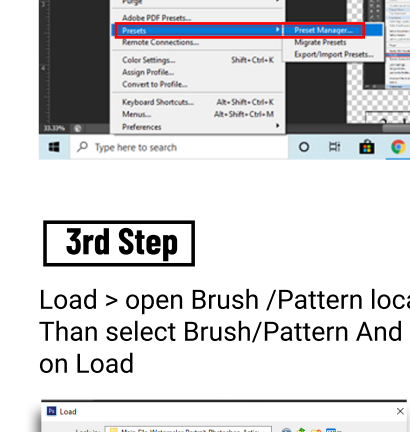 Purge
Adobe PDF Presets...
Presets
Preset Manager...
Remote Connections...
Migrate Presets
Export/Import Presets...
Color Settings... Shift+Ctrl+K
Assign Profile...
Convert to Profile...
Keyboard Shortcuts... Alt+Shift+Ctrl+K
Menus... Alt+Shift+Ctrl+M
Preferences
33.33%
Type here to search
3rd Step
Load > open Brush /Pattern loca
Than select Brush/Pattern And
on Load
Ps Load